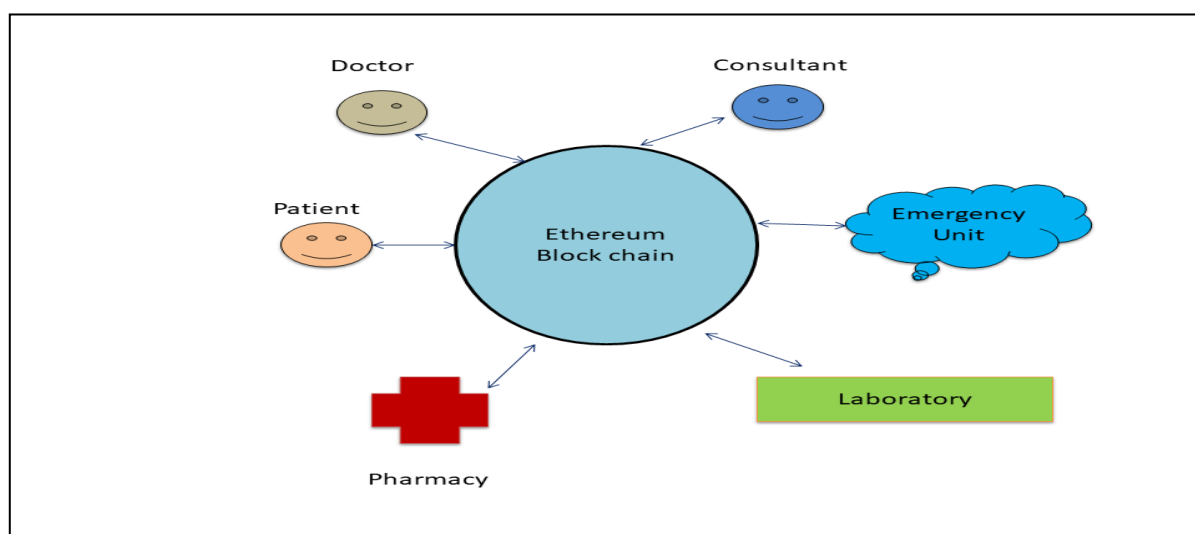 Doctor
Consultant
Patient
Emergency
Unit
Ethereum
Block chain
Laboratory
Pharmacy